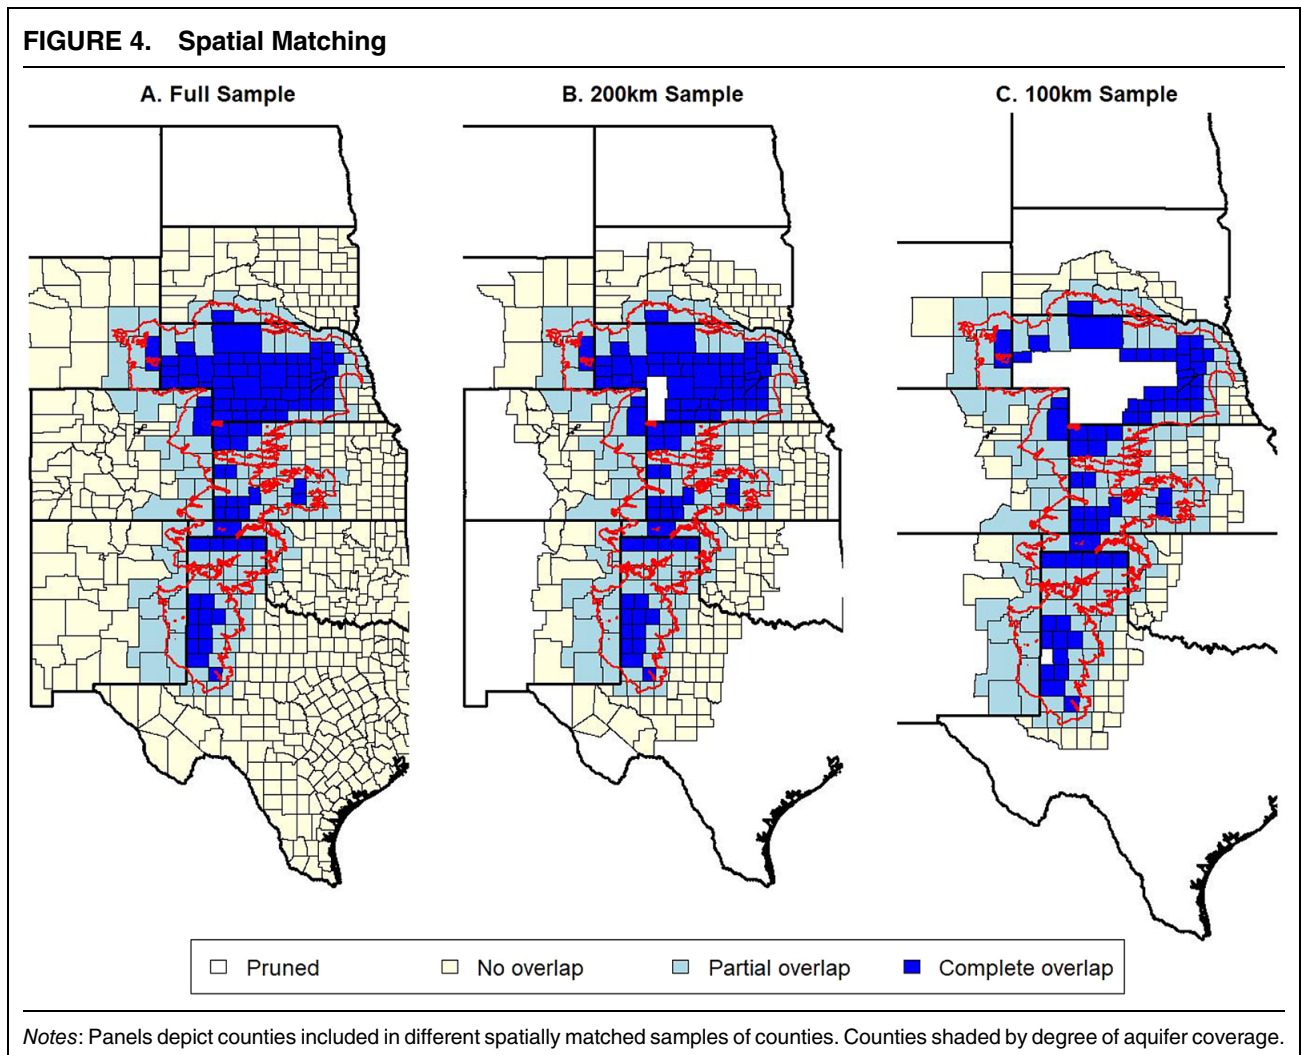 FIGURE 4. Spatial Matching
A. Full Sample
B. 200km Sample
C. 100km Sample
Pruned
No overlap
Partial overlap
Complete overlap
Notes: Panels depict counties included in different spatially matched samples of counties. Counties shaded by degree of aquifer coverage.